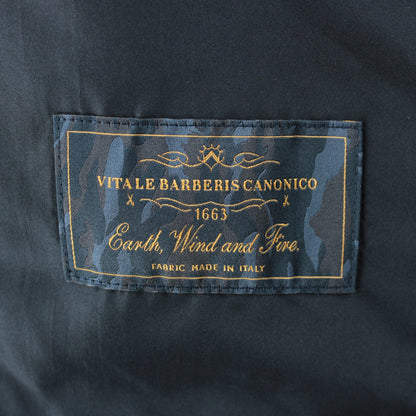 VITALE BARBERIS CANONICO
1663
Earth, Wind and Fire.
FABRIC MADE IN ITALY